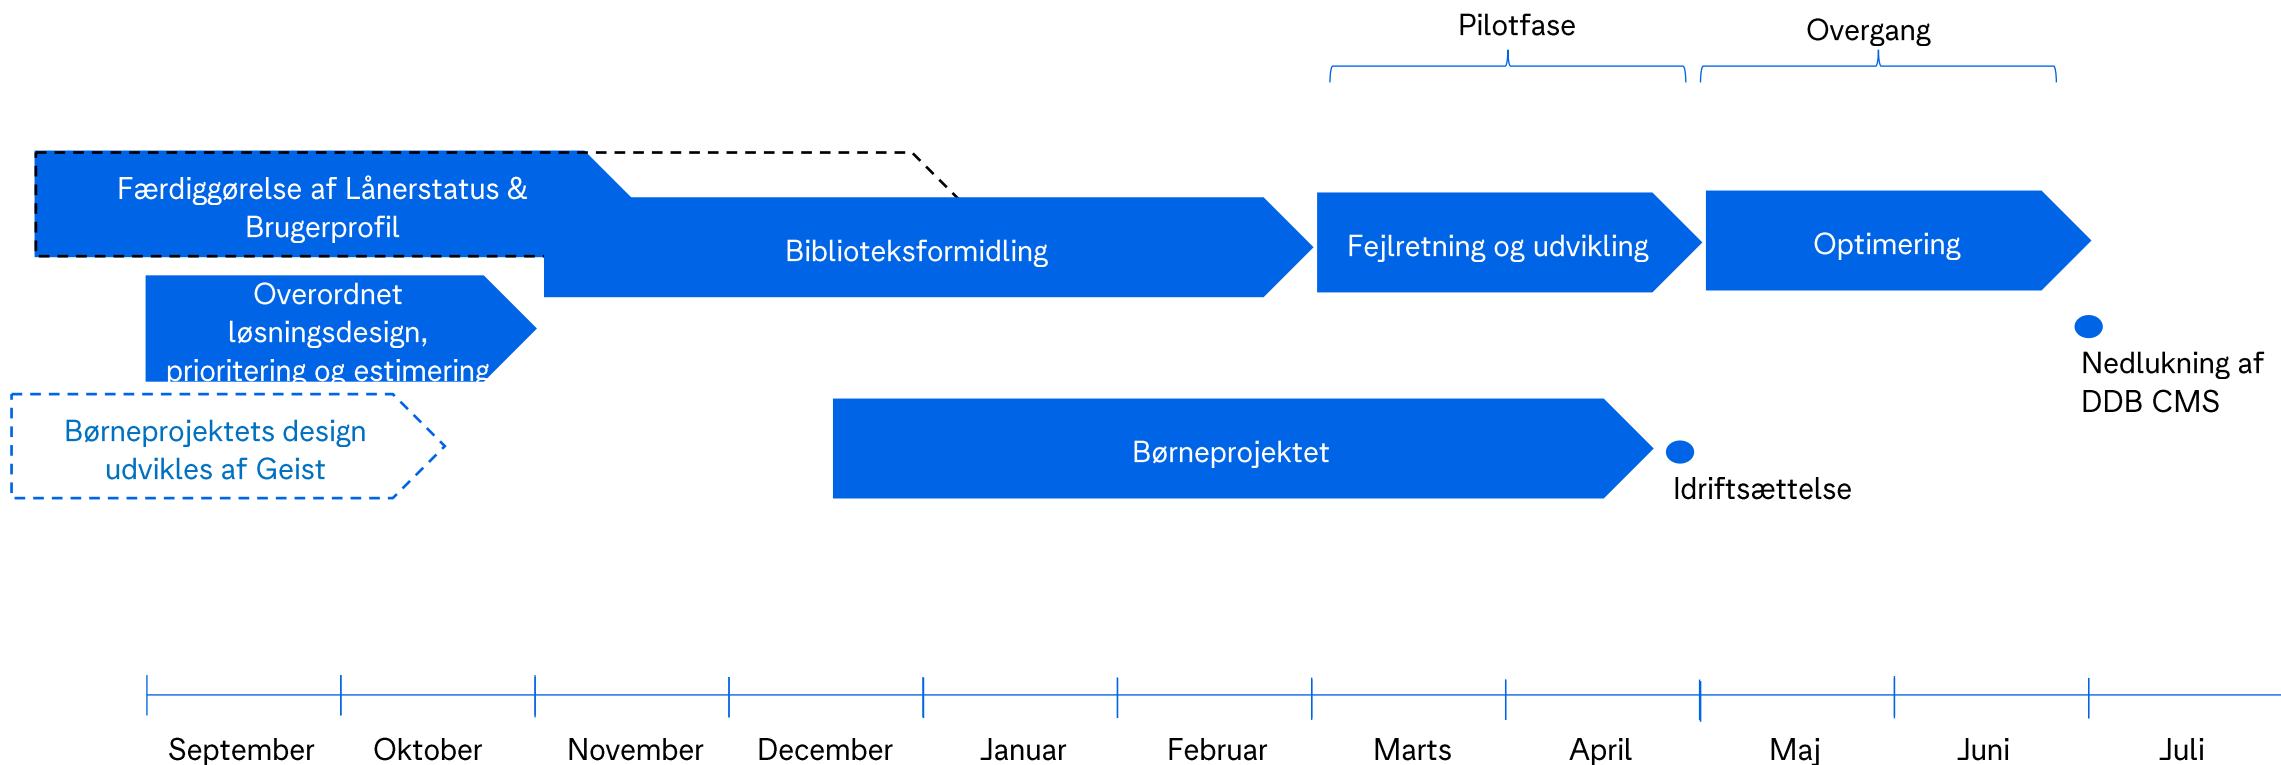 Pilotfase
Overgang
Færdiggørelse af Lånerstatus &
Brugerprofil
Biblioteksformidling
Fejlretning og udvikling
Optimering
Overordnet
løsningsdesign,
prioritering og estimering
Nedlukning af
DDB CMS
Børneprojektets design
udvikles af Geist
Børneprojektet
Idriftsættelse
September
Oktober
November
December
Januar
Februar
Marts
April
Maj
Juni
Juli